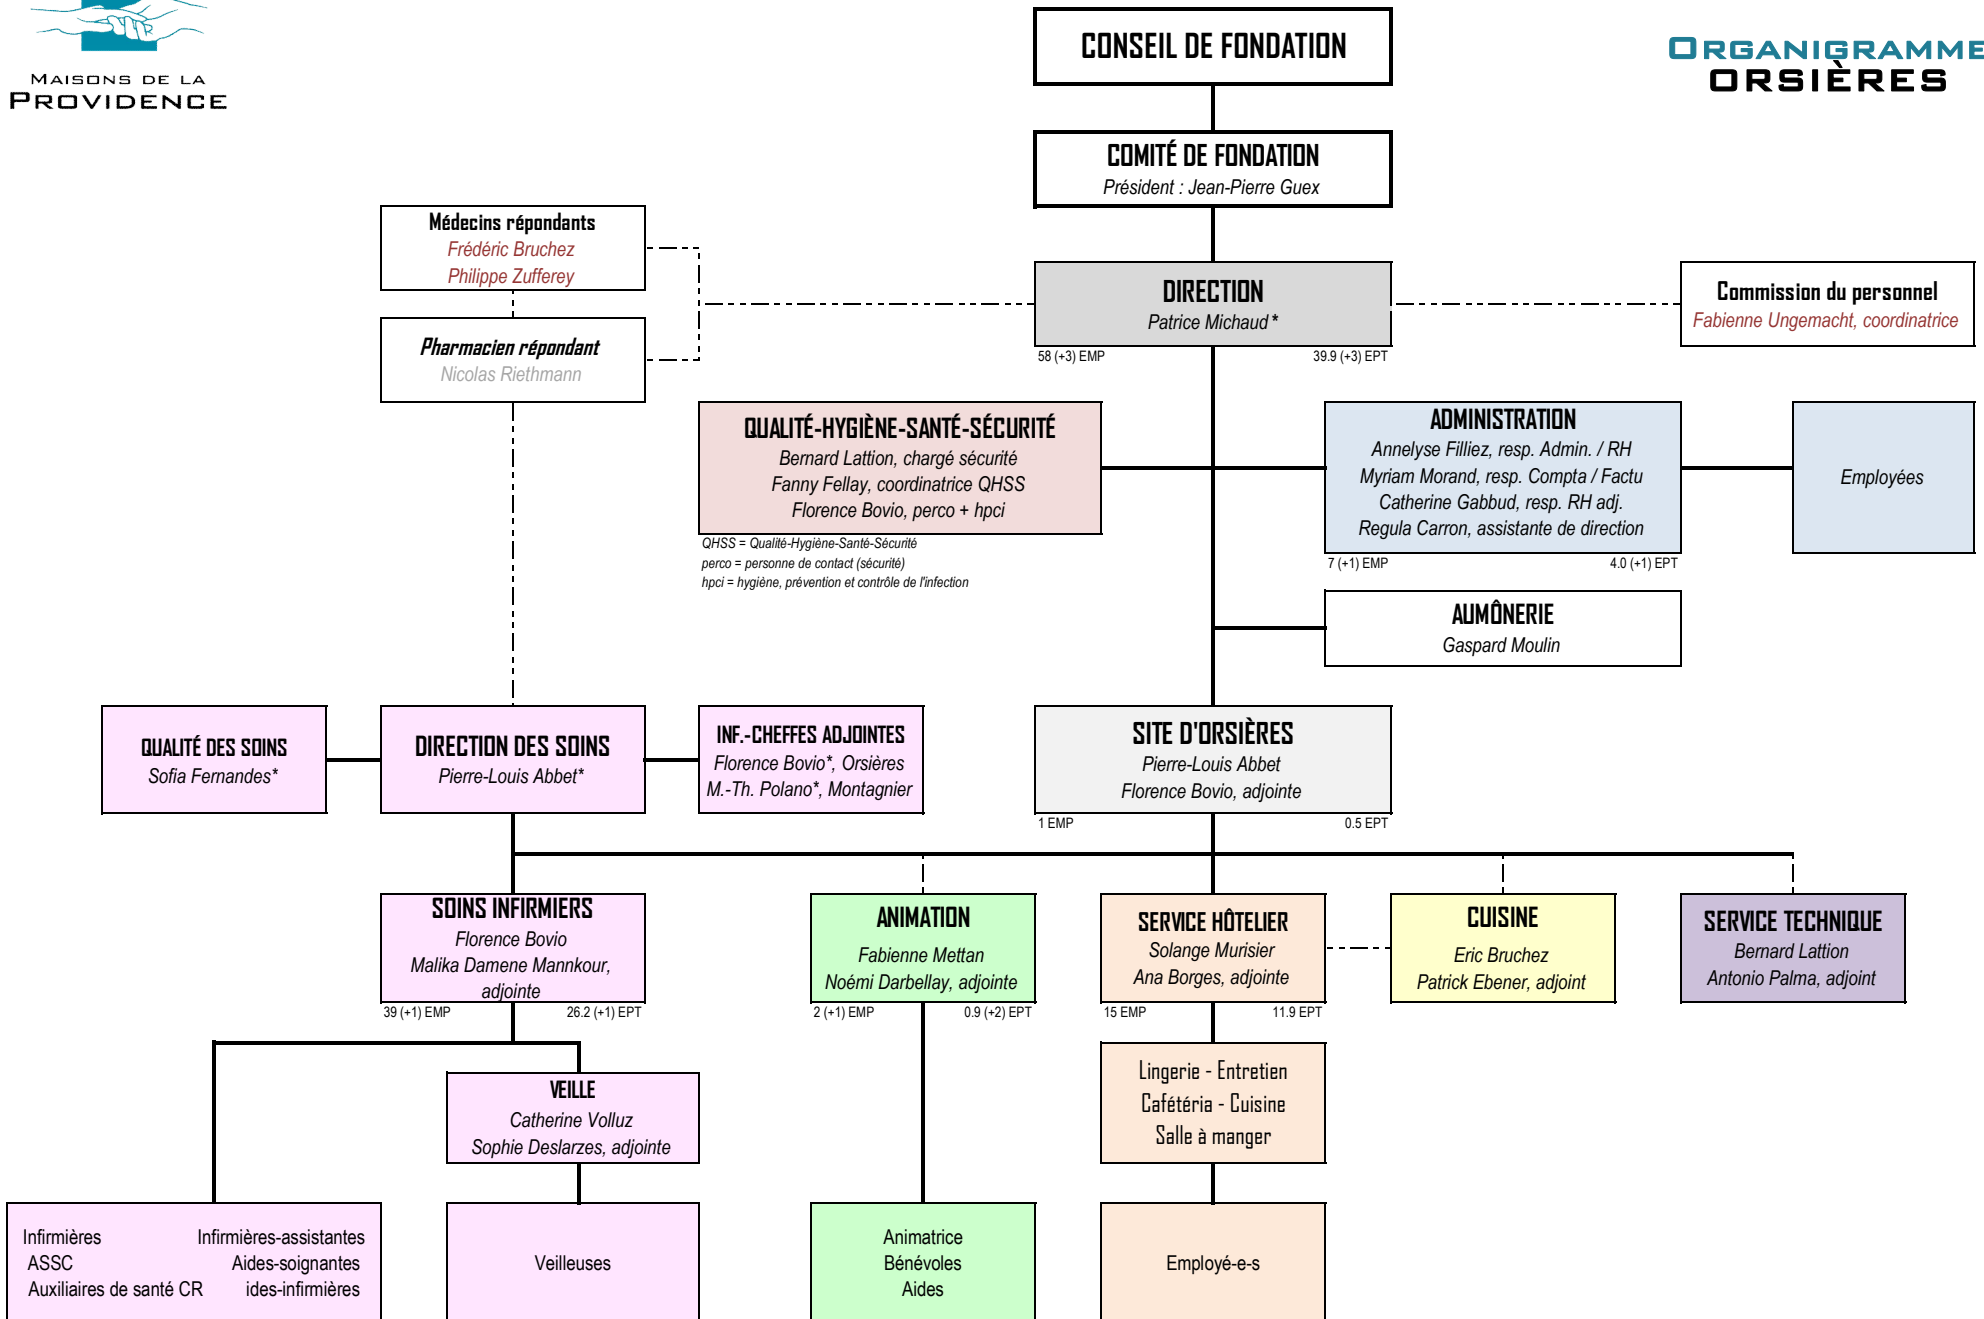 MAISONS DE LA
PROVIDENCE
ORGANIGRAMME
ORSIÈRES
CONSEIL DE FONDATION
COMITÉ DE FONDATION
Président : Jean-Pierre Guex
Médecins répondants
Frédéric Bruchez
Philippe Zufferey
Pharmacien répondant
Nicolas Riethmann
DIRECTION
Patrice Michaud *
58 (+3) EMP
39.9 (+3) EPT
Commission du personnel
Fabienne Ungemacht, coordinatrice
QUALITÉ-HYGIÈNE-SANTÉ-SÉCURITÉ
Bernard Lattion, chargé sécurité
Fanny Fellay, coordinatrice QHSS
Florence Bovio, perco + hpci
QHSS = Qualité-Hygiène-Santé-Sécurité
perco = personne de contact (sécurité)
hpci = hygiène, prévention et contrôle de l'infection
ADMINISTRATION
Annelyse Filliez, resp. Admin. / RH
Myriam Morand, resp. Compta / Factu
Catherine Gabbud, resp. RH adj.
Regula Carron, assistante de direction
7 (+1) EMP
4.0 (+1) EPT
Employées
AUMÔNERIE
Gaspard Moulin
QUALITÉ DES SOINS
Sofia Fernandes*
DIRECTION DES SOINS
Pierre-Louis Abbet*
INF.-CHEFFES ADJOINTES
Florence Bovio*, Orsières
M.-Th. Polano*, Montagnier
SITE D'ORSIÈRES
Pierre-Louis Abbet
Florence Bovio, adjointe
1 EMP
0.5 EPT
SOINS INFIRMIERS
Florence Bovio
Malika Damene Mannkour,
adjointe
39 (+1) EMP
26.2 (+1) EPT
ANIMATION
Fabienne Mettan
Noémi Darbellay, adjointe
2 (+1) EMP
0.9 (+2) EPT
SERVICE HÔTELIER
Solange Murisier
Ana Borges, adjointe
15 EMP
11.9 EPT
CUISINE
Eric Bruchez
Patrick Ebener, adjoint
SERVICE TECHNIQUE
Bernard Lattion
Antonio Palma, adjoint
VEILLE
Catherine Volluz
Sophie Deslarzes, adjointe
Lingerie - Entretien
Cafétéria - Cuisine
Salle à manger
Infirmières Infirmières-assistantes
ASSC Aides-soignantes
Auxiliaires de santé CR ides-infirmières
Veilleuses
Animatrice
Bénévoles
Aides
Employé-e-s